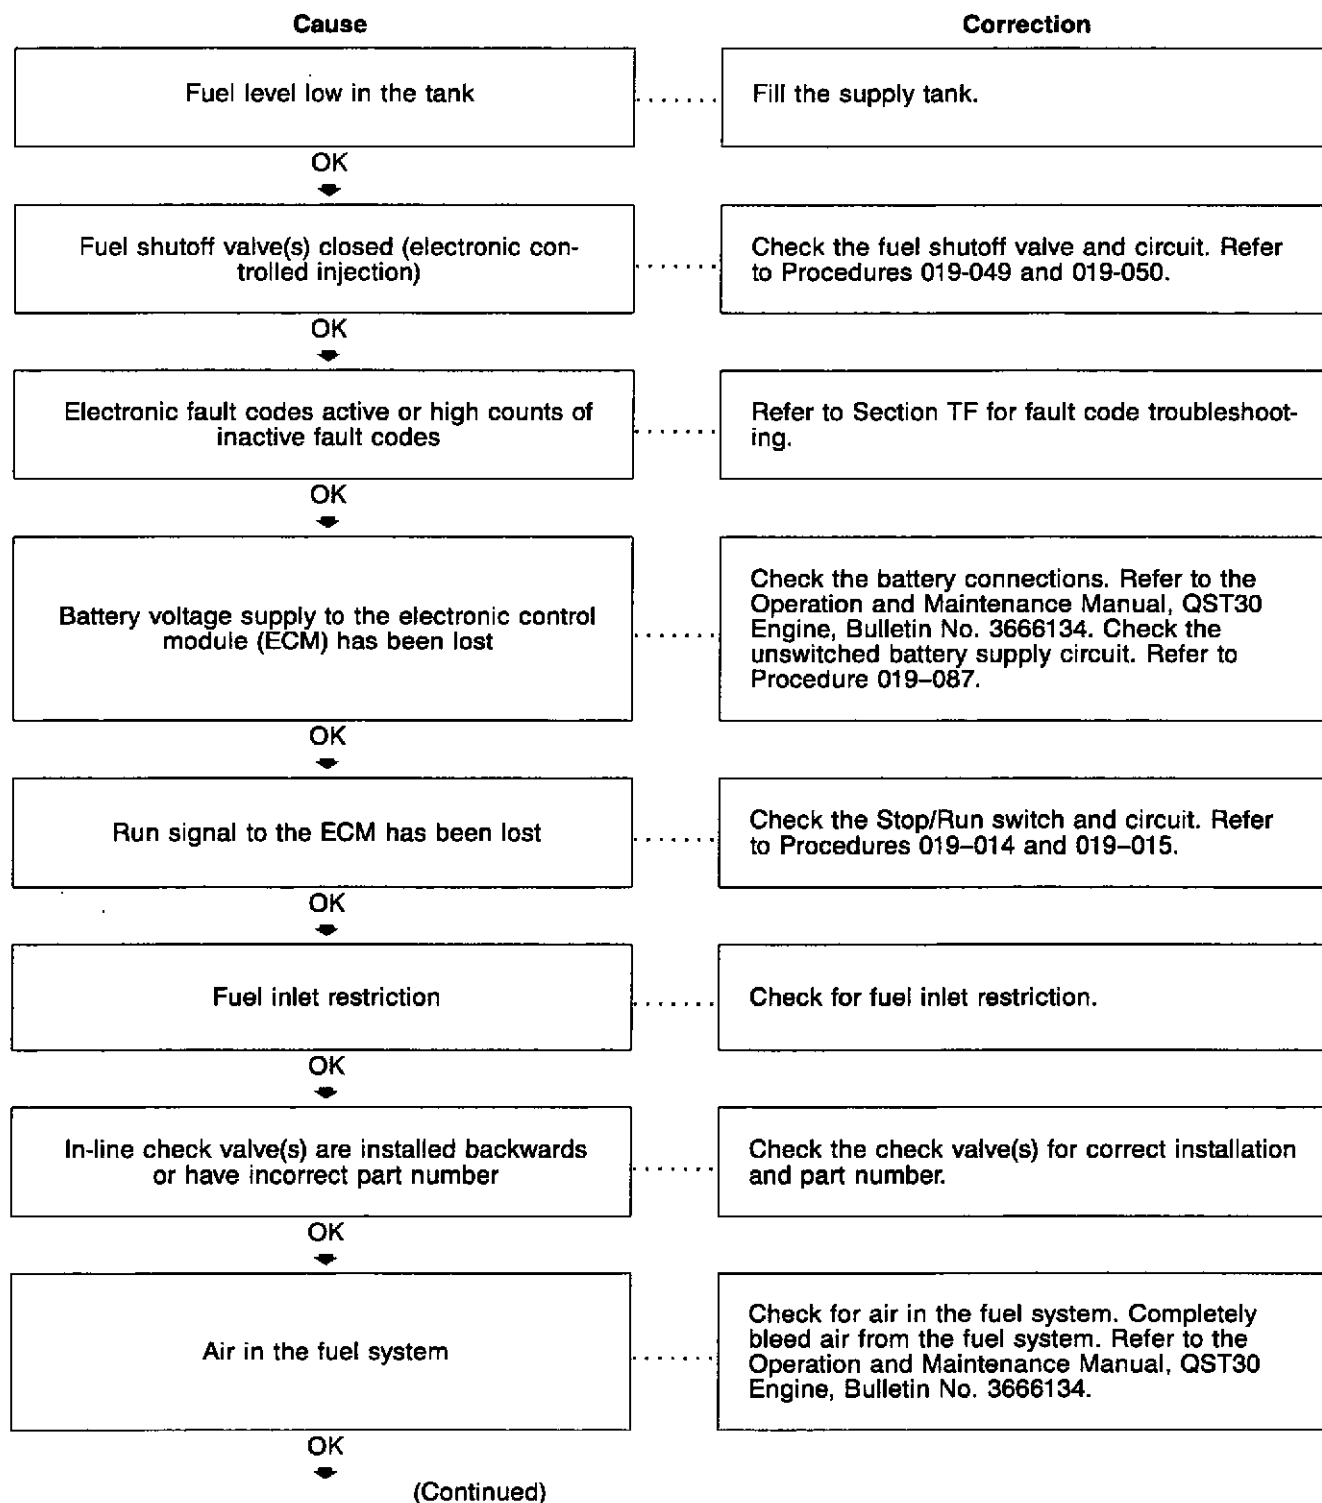 Cause
Correction
Fuel level low in the tank
Fill the supply tank.
OK
Fuel shutoff valve(s) closed (electronic con-
trolled injection)
Check the fuel shutoff valve and circuit. Refer
to Procedures 019-049 and 019-050.
OK
Electronic fault codes active or high counts of
inactive fault codes
Refer to Section TF for fault code troubleshoot-
ing.
OK
Battery voltage supply to the electronic control
module (ECM) has been lost
Check the battery connections. Refer to the
Operation and Maintenance Manual, QST30
Engine, Bulletin No. 3666134. Check the
unswitched battery supply circuit. Refer to
Procedure 019–087.
OK
Run signal to the ECM has been lost
Check the Stop/Run switch and circuit. Refer
to Procedures 019–014 and 019–015.
OK
Fuel inlet restriction
Check for fuel inlet restriction.
OK
In-line check valve(s) are installed backwards
or have incorrect part number
Check the check valve(s) for correct installation
and part number.
OK
Air in the fuel system
Check for air in the fuel system. Completely
bleed air from the fuel system. Refer to the
Operation and Maintenance Manual, QST30
Engine, Bulletin No. 3666134.
OK
(Continued)